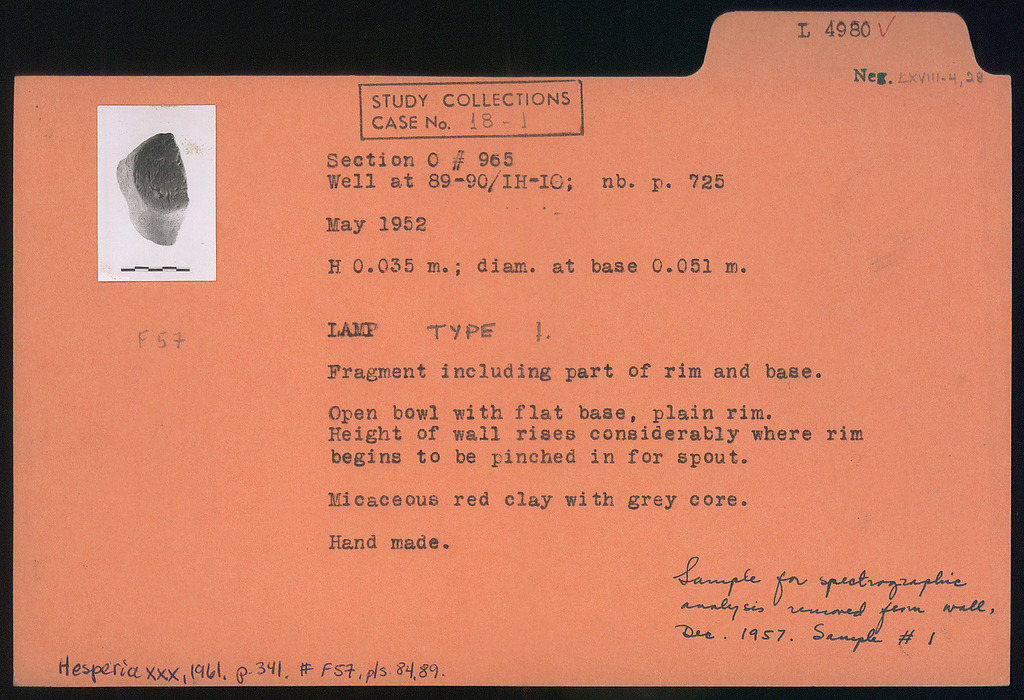 L 4980 ✓
Neg. LXVIII-4, 28
STUDY COLLECTIONS
CASE No. 18-1
Section O # 965
Well at 89-90/IH-IO; nb. p. 725
May 1952
H 0.035 m.; diam. at base 0.051 m.
F 57
LAMP TYPE 1.
Fragment including part of rim and base.
Open bowl with flat base, plain rim.
Height of wall rises considerably where rim
begins to be pinched in for spout.
Micaceous red clay with grey core.
Hand made.
Sample for spectrographic
analysis removed from wall,
Dec. 1957. Sample # 1
Hesperia XXX, 1961, p. 341. # F57, pls. 84, 89.